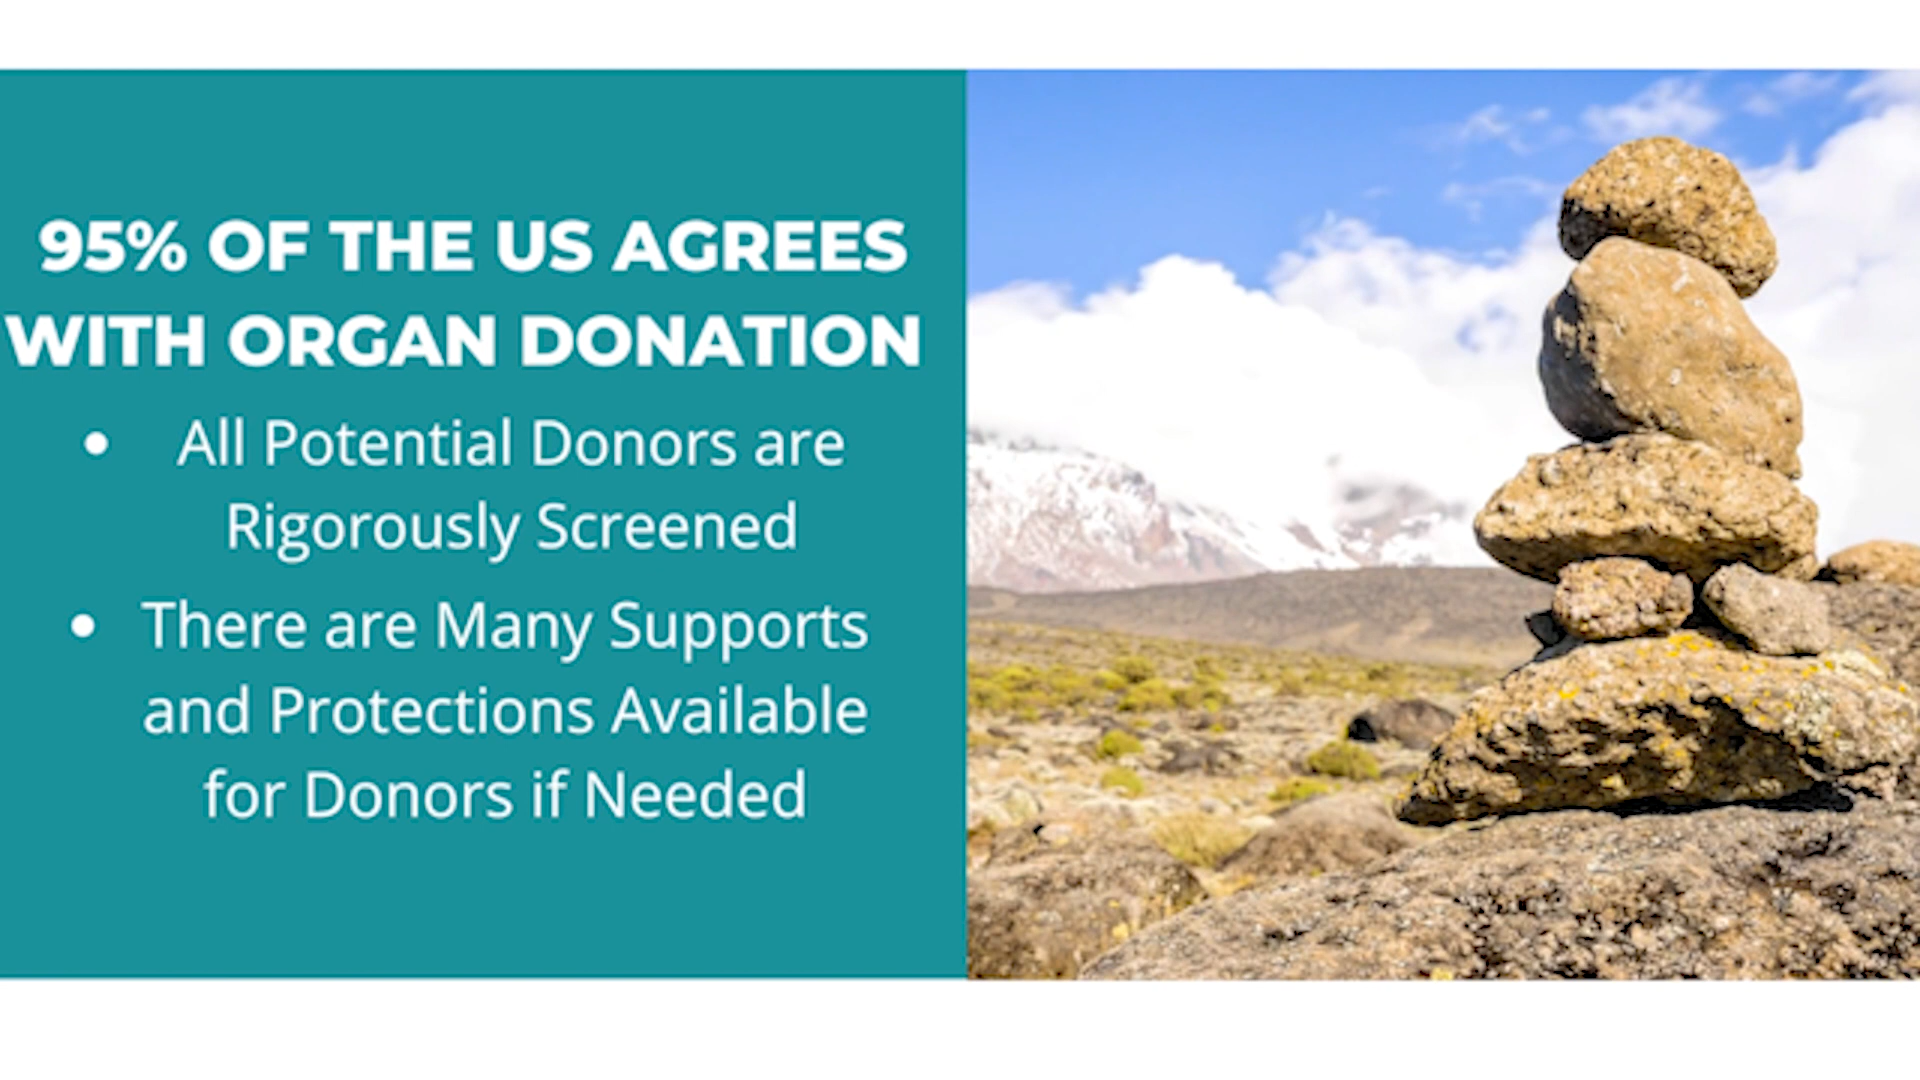 95% OF THE US AGREES
WITH ORGAN DONATION
• All Potential Donors are
Rigorously Screened
• There are Many Supports
and Protections Available
for Donors if Needed